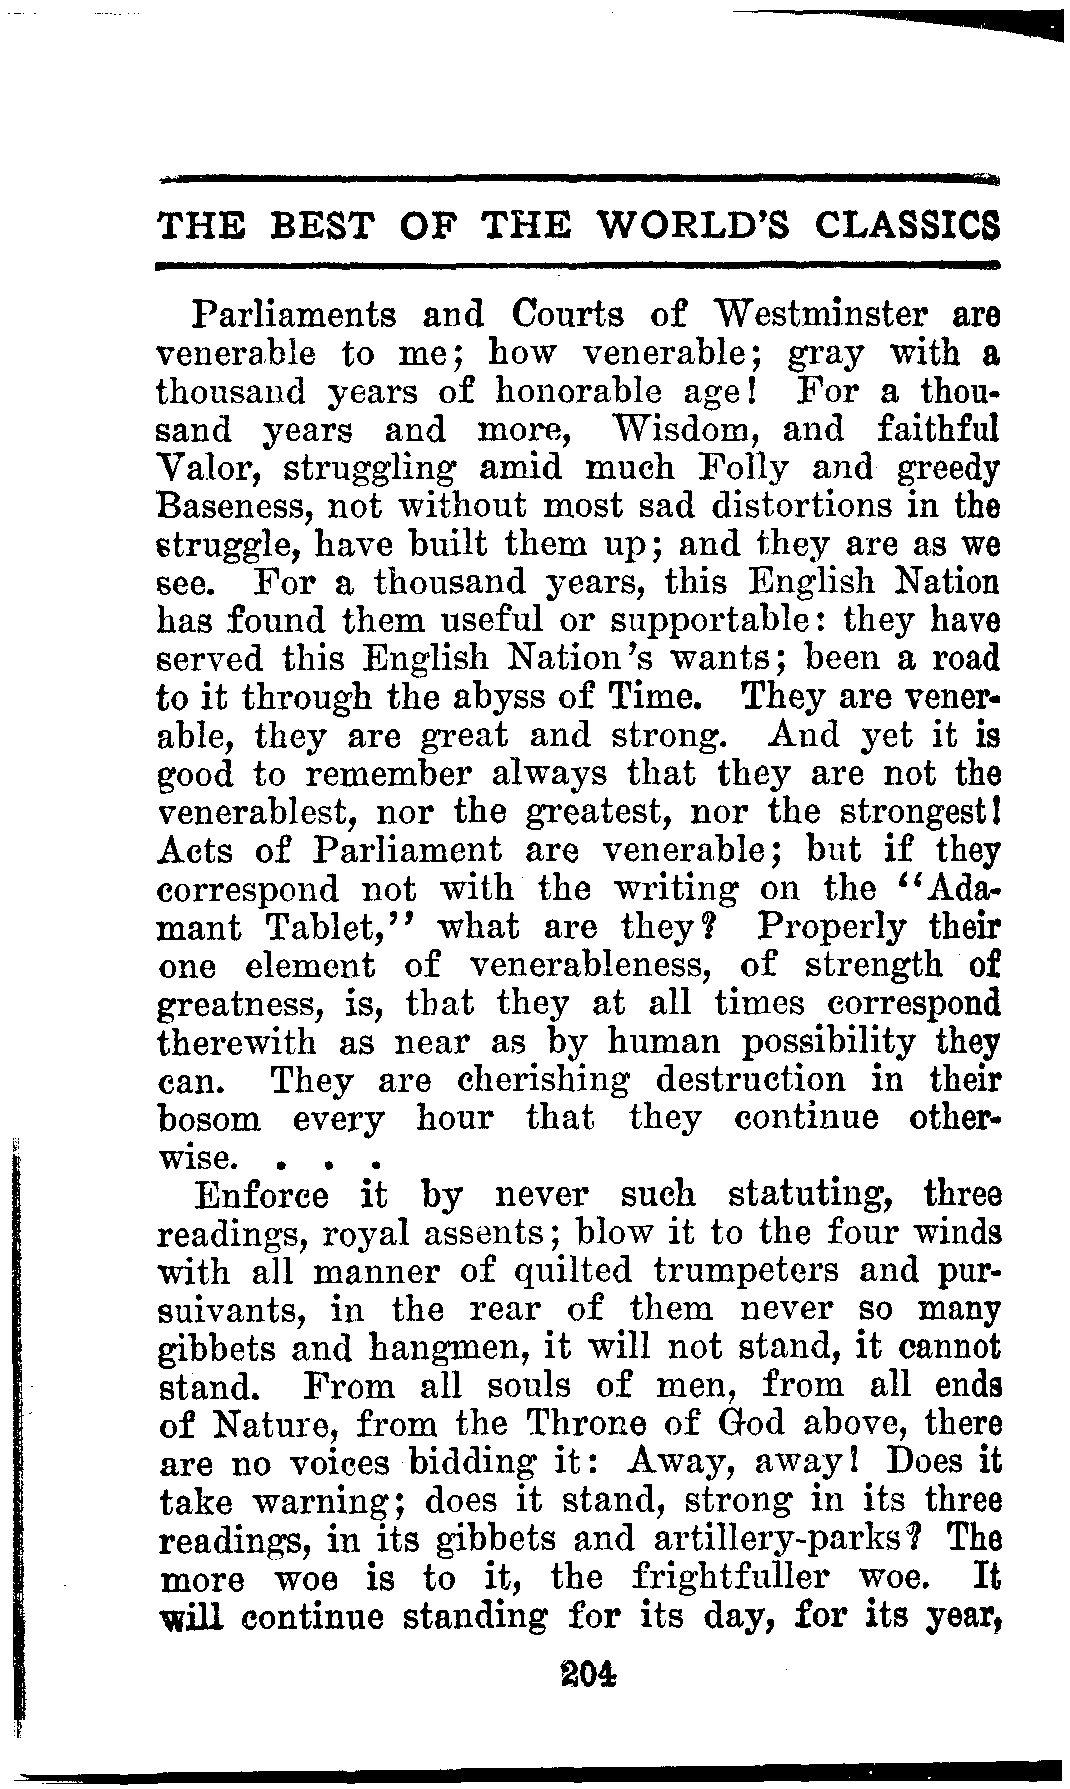 THE BEST OF THE WORLD'S CLASSICS
Parliaments and Courts of Westminster are
venerable to me; how venerable; gray with a
thousand years of honorable age! For a thou-
sand years and more, Wisdom, and faithful
Valor, struggling amid much Folly and greedy
Baseness, not without most sad distortions in the
struggle, have built them up; and they are as we
see. For a thousand years, this English Nation
has found them useful or supportable: they have
served this English Nation's wants; been a road
to it through the abyss of Time. They are vener-
able, they are great and strong. And yet it is
good to remember always that they are not the
venerablest, nor the greatest, nor the strongest!
Acts of Parliament are venerable; but if they
correspond not with the writing on the "Ada-
mant Tablet," what are they? Properly their
one element of venerableness, of strength of
greatness, is, that they at all times correspond
therewith as near as by human possibility they
can. They are cherishing destruction in their
bosom every hour that they continue other-
wise. . . .
Enforce it by never such statuting, three
readings, royal assents; blow it to the four winds
with all manner of quilted trumpeters and pur-
suivants, in the rear of them never so many
gibbets and hangmen, it will not stand, it cannot
stand. From all souls of men, from all ends
of Nature, from the Throne of God above, there
are no voices bidding it: Away, away! Does it
take warning; does it stand, strong in its three
readings, in its gibbets and artillery-parks? The
more woe is to it, the frightfuller woe. It
will continue standing for its day, for its year,
204